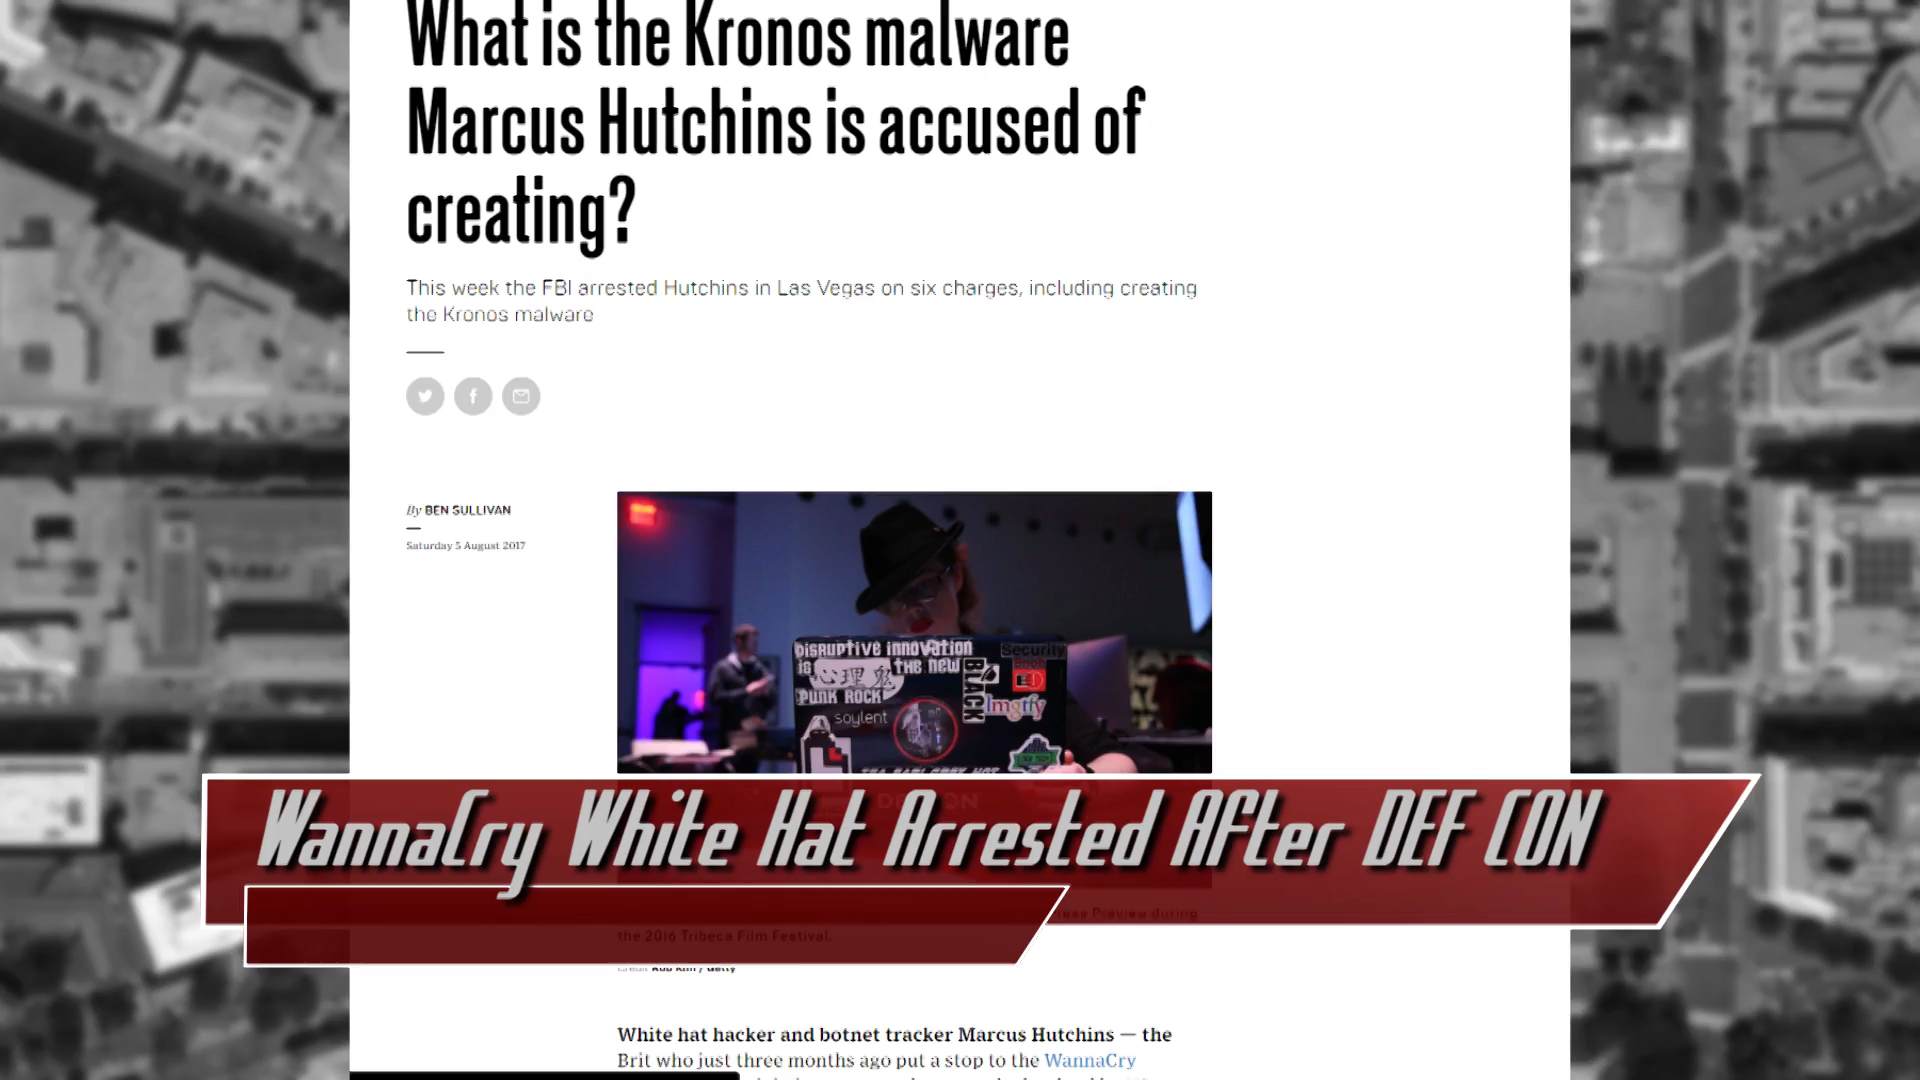 What is the Kronos malware
Marcus Hutchins is accused of
creating?
This week the FBI arrested Hutchins in Las Vegas on six charges, including creating
the Kronos malware
By BEN SULLIVAN
Saturday 5 August 2017
DISRUPTIVE INNOVATION
IS THE NEW
心理鬼
PUNK ROCK
BLACK
Security
lmgtfy
soylent
WannaCry White Hat Arrested After DEF CON
Preview during
the 2016 Tribeca Film Festival.
White hat hacker and botnet tracker Marcus Hutchins — the
Brit who just three months ago put a stop to the WannaCry